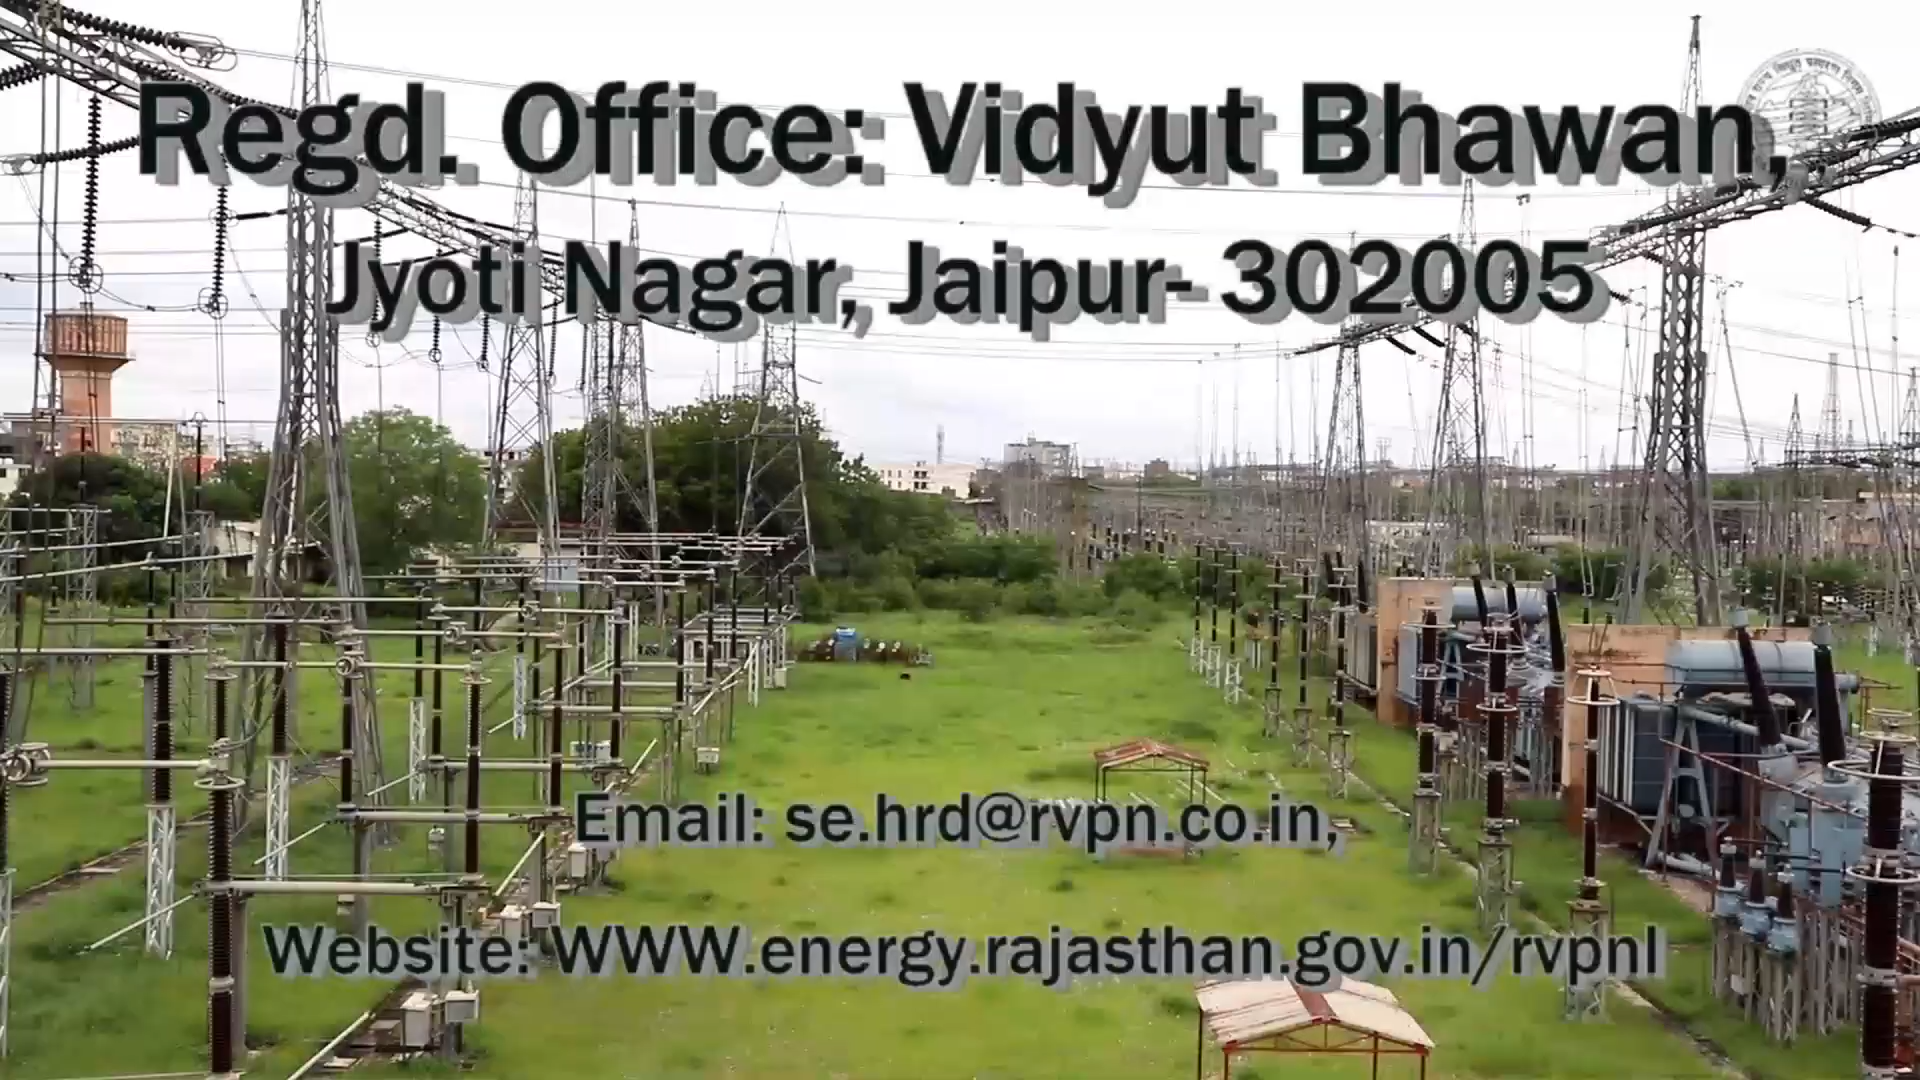 Regd. Office: Vidyut Bhawan,
Jyoti Nagar, Jaipur- 302005
Email: se.hrd@rvpn.co.in,
Website: WWW.energy.rajasthan.gov.in/rvpnl